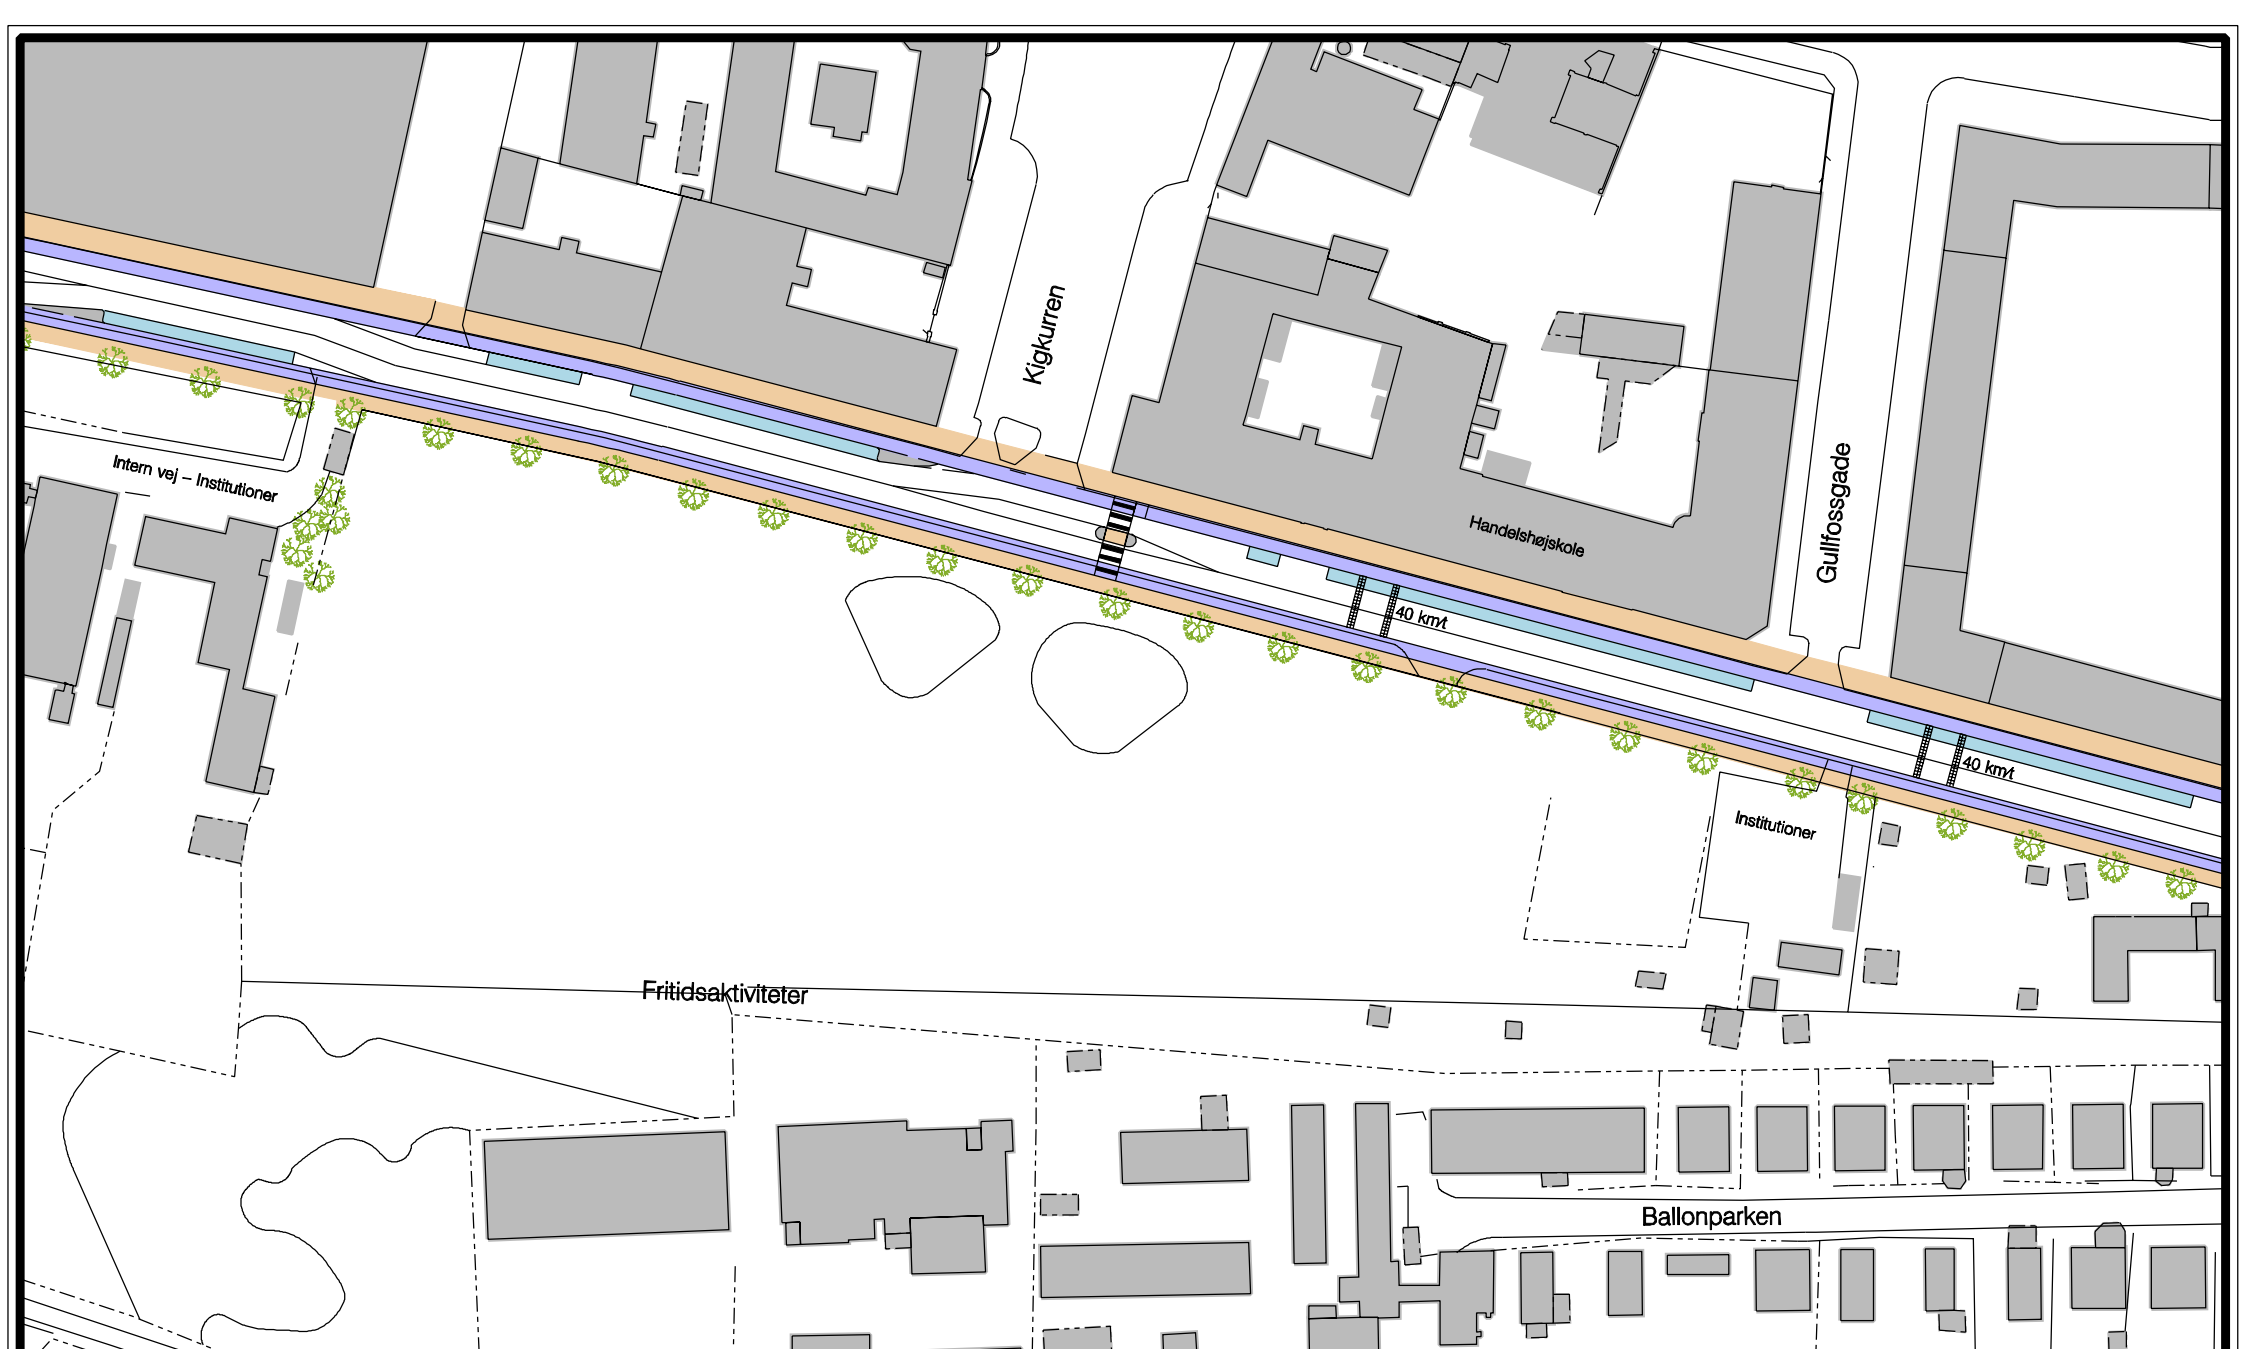 Kigkurren
Gullfossgade
Intern vej – Institutioner
Handelshøjskole
40 km/t
40 km/t
Institutioner
Fritidsaktiviteter
Ballonparken